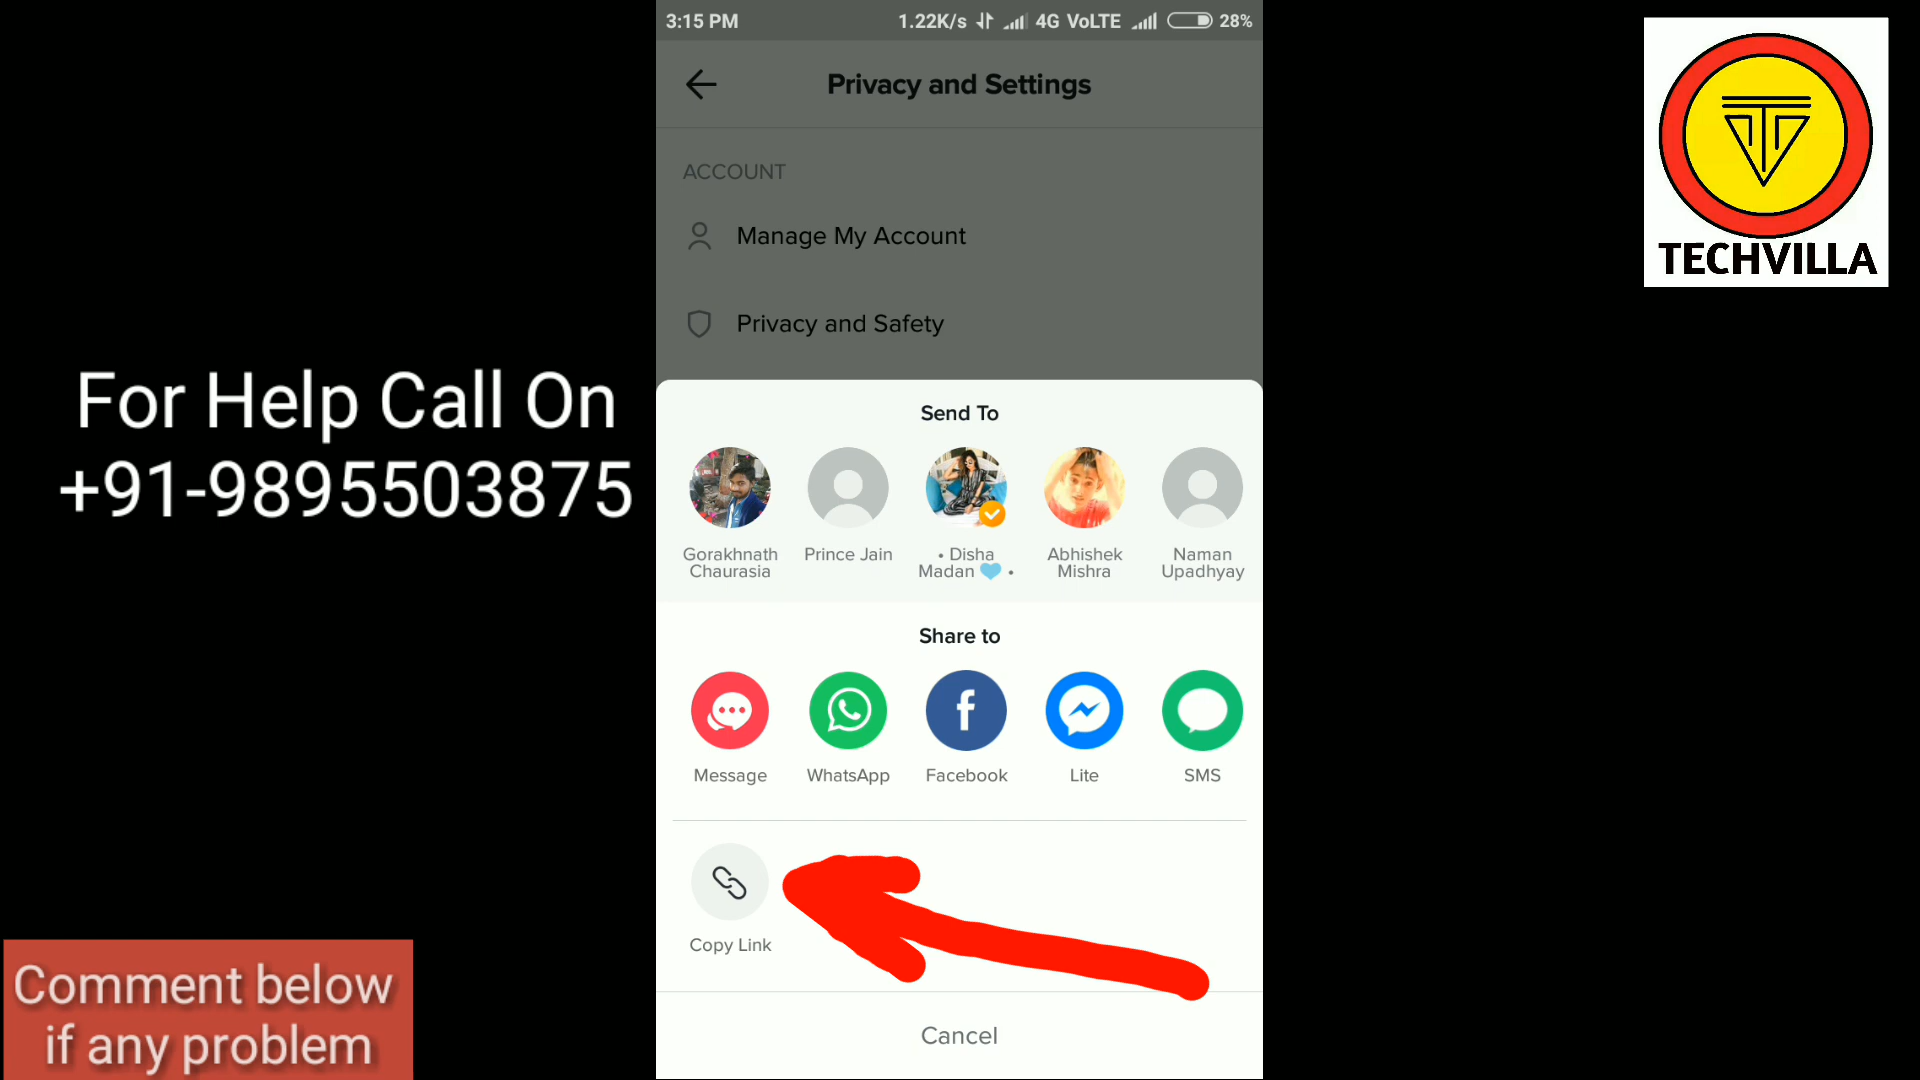 3:15 PM 1.22K/s 4G VoLTE 28%
Privacy and Settings
ACCOUNT
Manage My Account
Privacy and Safety
TECHVILLA
For Help Call On
+91-9895503875
Send To
Gorakhnath
Chaurasia
Prince Jain
• Disha
Madan 🩵 •
Abhishek
Mishra
Naman
Upadhyay
Share to
Message WhatsApp Facebook Lite SMS
Copy Link
Cancel
Comment below
if any problem